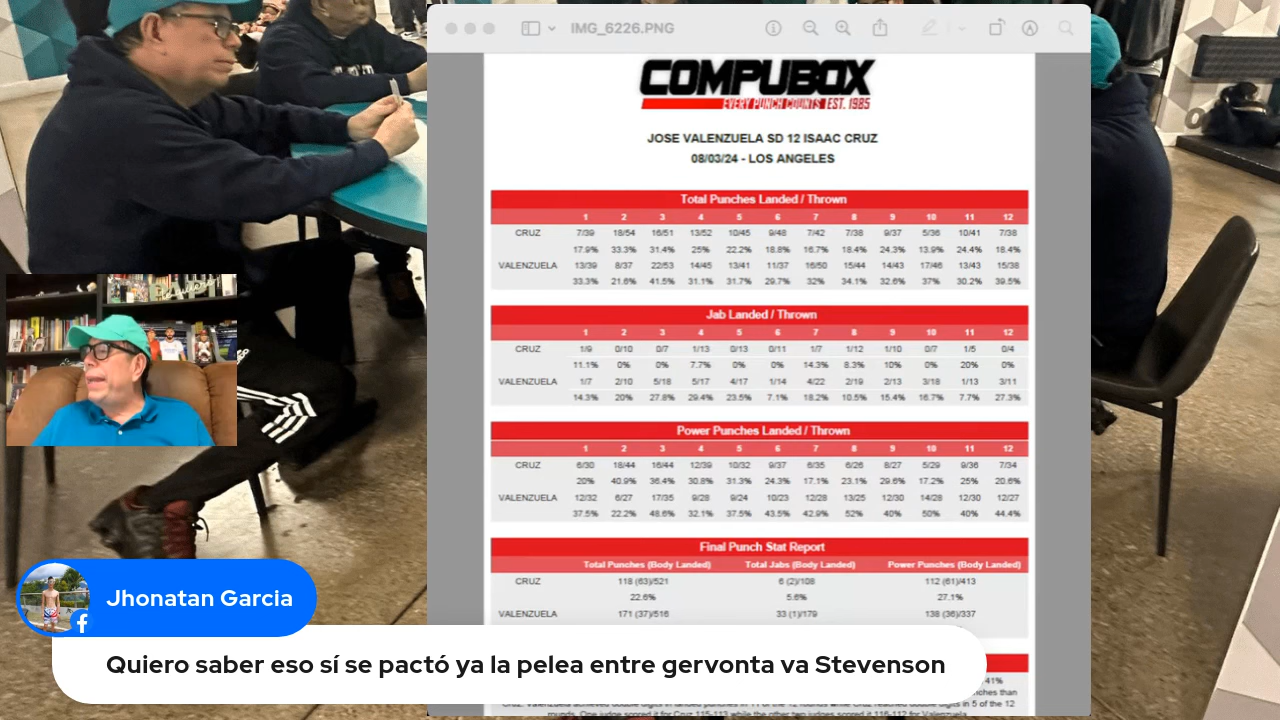 IMG_6226.PNG
COMPUBOX
EVERY PUNCH COUNTS EST. 1985
JOSE VALENZUELA SD 12 ISAAC CRUZ
08/03/24 - LOS ANGELES
Total Punches Landed / Thrown
1 2 3 4 5 6 7 8 9 10 11 12
CRUZ 7/39 18/54 16/51 13/52 10/45 9/48 7/42 7/38 9/37 5/36 10/41 7/38
17.9% 33.3% 31.4% 25% 22.2% 18.8% 16.7% 18.4% 24.3% 13.9% 24.4% 18.4%
VALENZUELA 13/39 8/37 22/53 14/45 13/41 11/37 16/50 15/44 14/43 17/46 13/43 15/38
33.3% 21.6% 41.5% 31.1% 31.7% 29.7% 32% 34.1% 32.6% 37% 30.2% 39.5%
Jab Landed / Thrown
1 2 3 4 5 6 7 8 9 10 11 12
CRUZ 1/9 0/10 0/7 1/13 0/13 0/11 1/7 1/12 1/10 0/7 1/5 0/4
11.1% 0% 0% 7.7% 0% 0% 14.3% 8.3% 10% 0% 20% 0%
VALENZUELA 1/7 2/10 5/18 5/17 4/17 1/14 4/22 2/19 2/13 3/18 1/13 3/11
14.3% 20% 27.8% 29.4% 23.5% 7.1% 18.2% 10.5% 15.4% 16.7% 7.7% 27.3%
Power Punches Landed / Thrown
1 2 3 4 5 6 7 8 9 10 11 12
CRUZ 6/30 18/44 16/44 12/39 10/32 9/37 6/35 6/26 8/27 5/29 9/36 7/34
20% 40.9% 36.4% 30.8% 31.3% 24.3% 17.1% 23.1% 29.6% 17.2% 25% 20.6%
VALENZUELA 12/32 6/27 17/35 9/28 9/24 10/23 12/28 13/25 12/30 14/28 12/30 12/27
37.5% 22.2% 48.6% 32.1% 37.5% 43.5% 42.9% 52% 40% 50% 40% 44.4%
Final Punch Stat Report
Total Punches (Body Landed) Total Jabs (Body Landed) Power Punches (Body Landed)
CRUZ 118 (63)/521 6 (2)/108 112 (61)/413
22.6% 5.6% 27.1%
VALENZUELA 171 (37)/516 33 (1)/179 138 (36)/337
41%
Jhonatan Garcia
Quiero saber eso sí se pactó ya la pelea entre gervonta va Stevenson